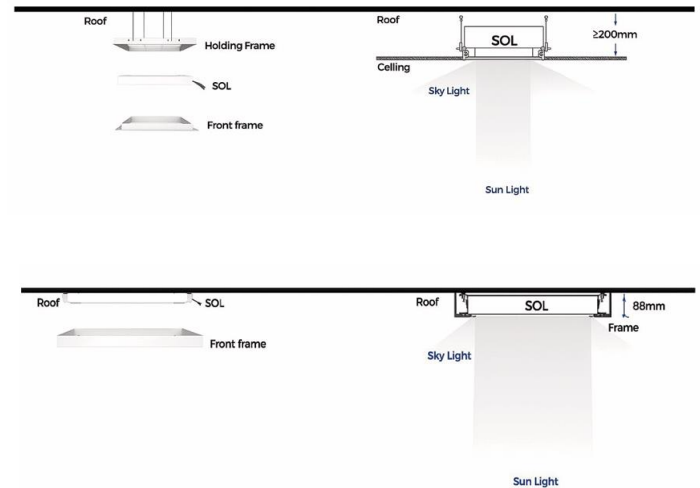 Roof
Holding Frame
SOL
Front frame
Roof
SOL
≥200mm
Celling
Sky Light
Sun Light
Roof
SOL
Front frame
Roof
SOL
88mm
Frame
Sky Light
Sun Light